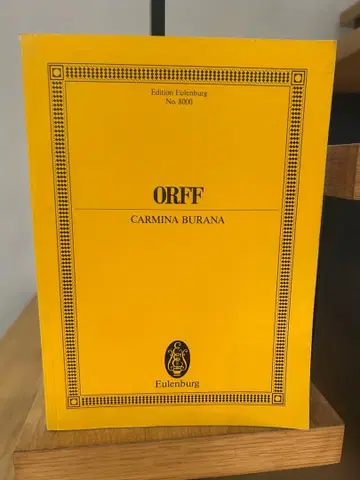 Edition Eulenburg
No. 8000
ORFF
CARMINA BURANA
Eulenburg